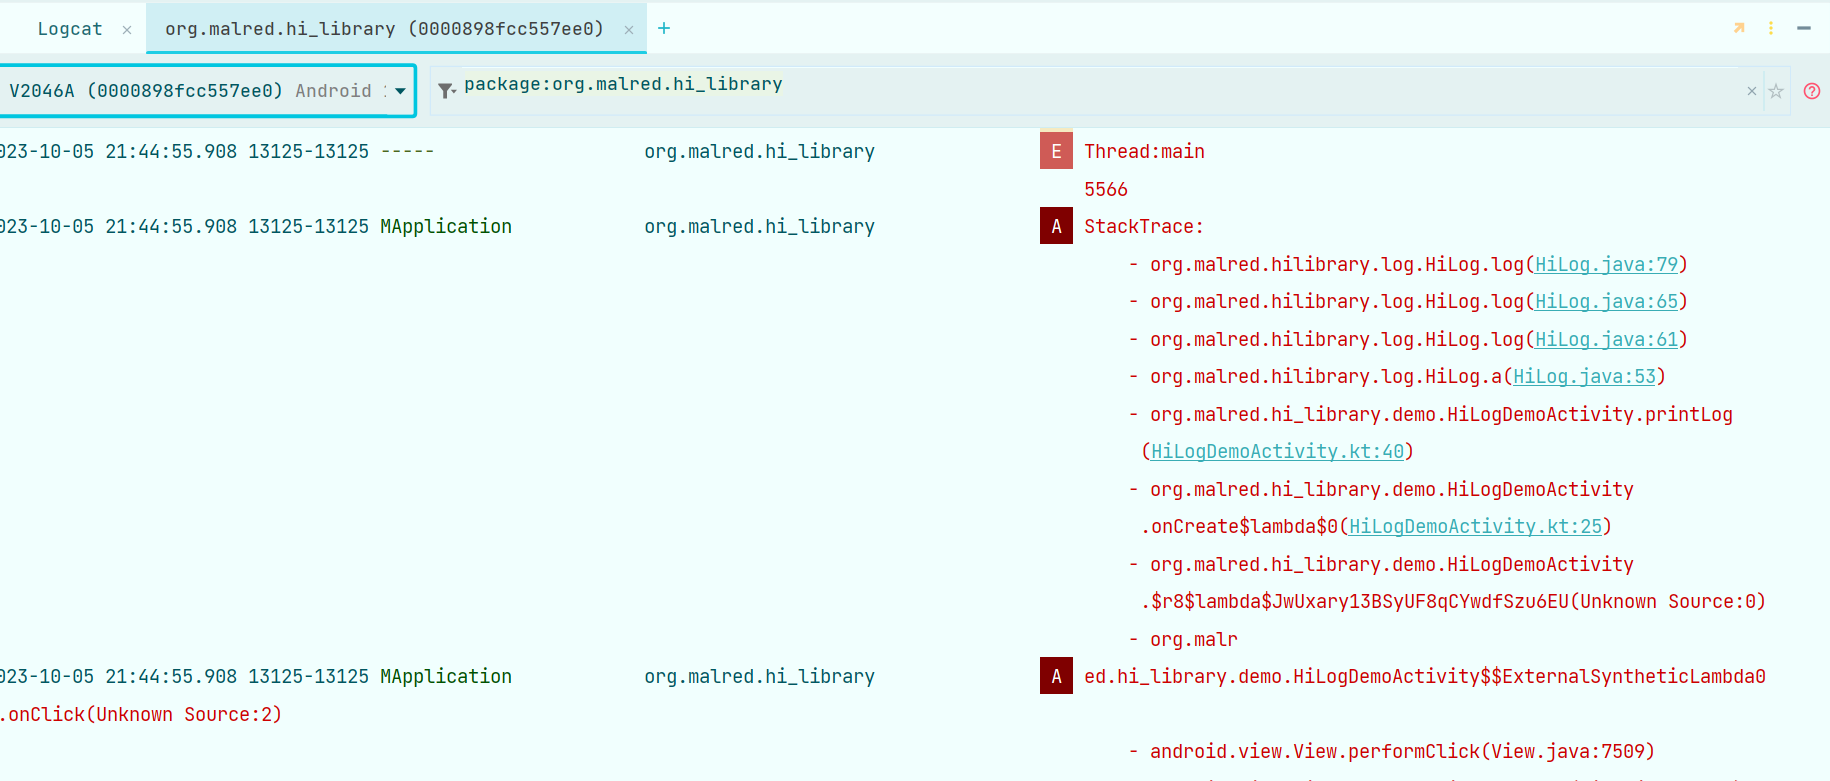 Logcat
org.malred.hi_library (0000898fcc557ee0)
V2046A (0000898fcc557ee0) Android
package:org.malred.hi_library
023-10-05 21:44:55.908 13125-13125 ----- org.malred.hi_library E Thread:main
5566
023-10-05 21:44:55.908 13125-13125 MApplication org.malred.hi_library A StackTrace:
- org.malred.hilibrary.log.HiLog.log(HiLog.java:79)
- org.malred.hilibrary.log.HiLog.log(HiLog.java:65)
- org.malred.hilibrary.log.HiLog.log(HiLog.java:61)
- org.malred.hilibrary.log.HiLog.a(HiLog.java:53)
- org.malred.hi_library.demo.HiLogDemoActivity.printLog
(HiLogDemoActivity.kt:40)
- org.malred.hi_library.demo.HiLogDemoActivity
.onCreate$lambda$0(HiLogDemoActivity.kt:25)
- org.malred.hi_library.demo.HiLogDemoActivity
.$r8$lambda$JwUxary13BSyUF8qCYwdfSzu6EU(Unknown Source:0)
- org.malr
023-10-05 21:44:55.908 13125-13125 MApplication org.malred.hi_library A ed.hi_library.demo.HiLogDemoActivity$$ExternalSyntheticLambda0
.onClick(Unknown Source:2)
- android.view.View.performClick(View.java:7509)